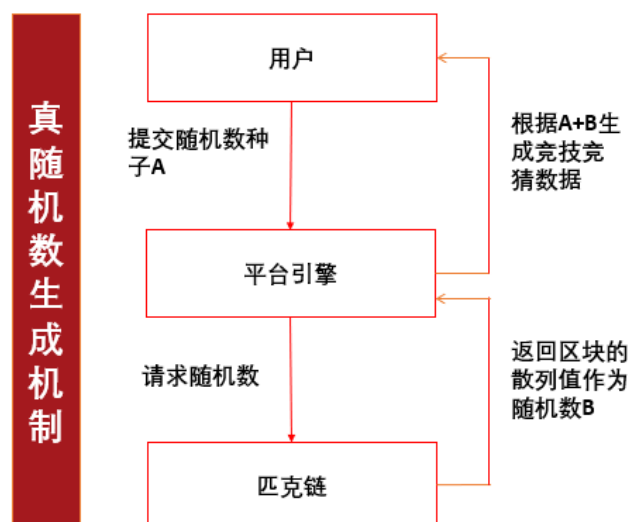 真随机数生成机制
用户
提交随机数种
子A
根据A+B生
成竞技竞
猜数据
平台引擎
请求随机数
返回区块的
散列值作为
随机数B
匹克链